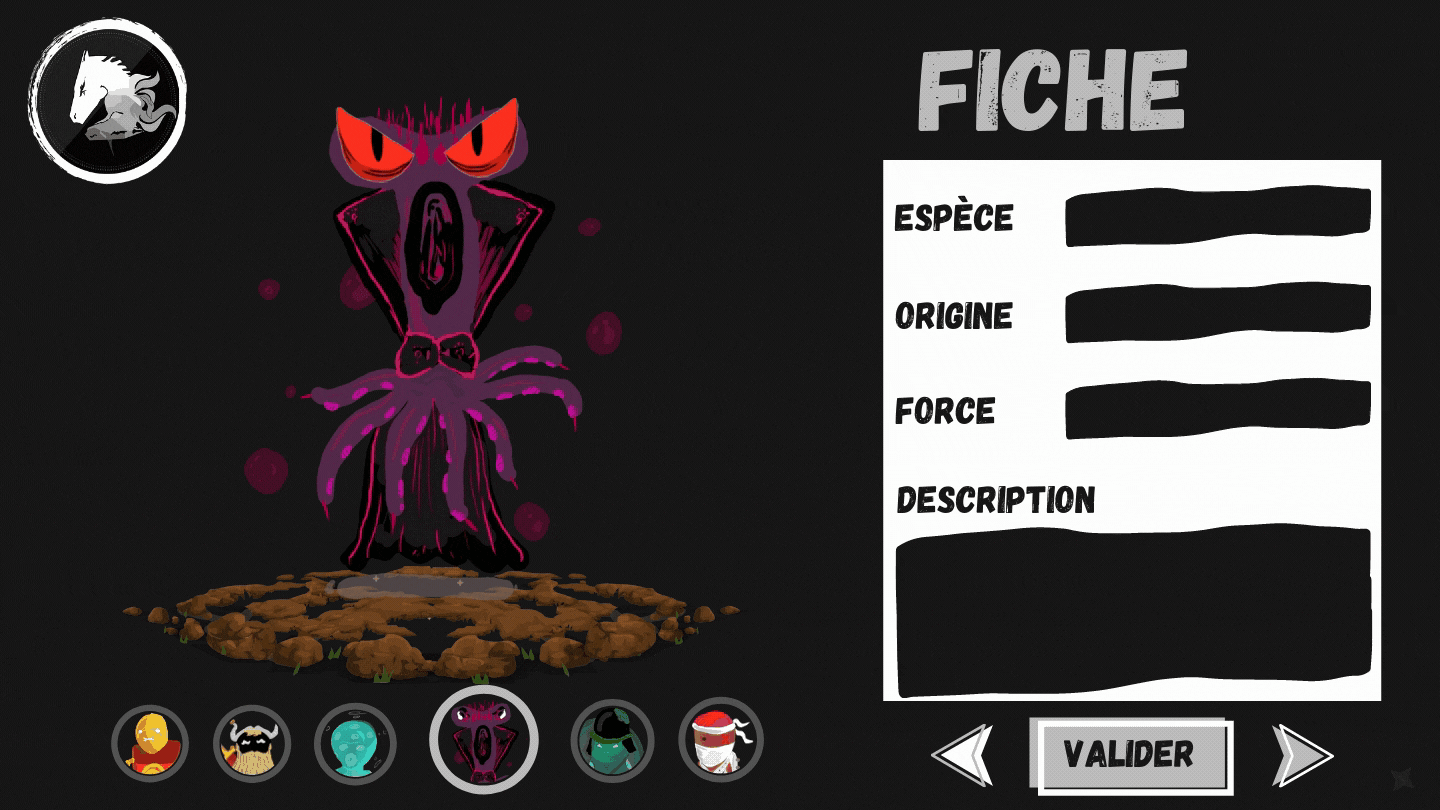 FICHE
ESPÈCE
ORIGINE
FORCE
DESCRIPTION
VALIDER